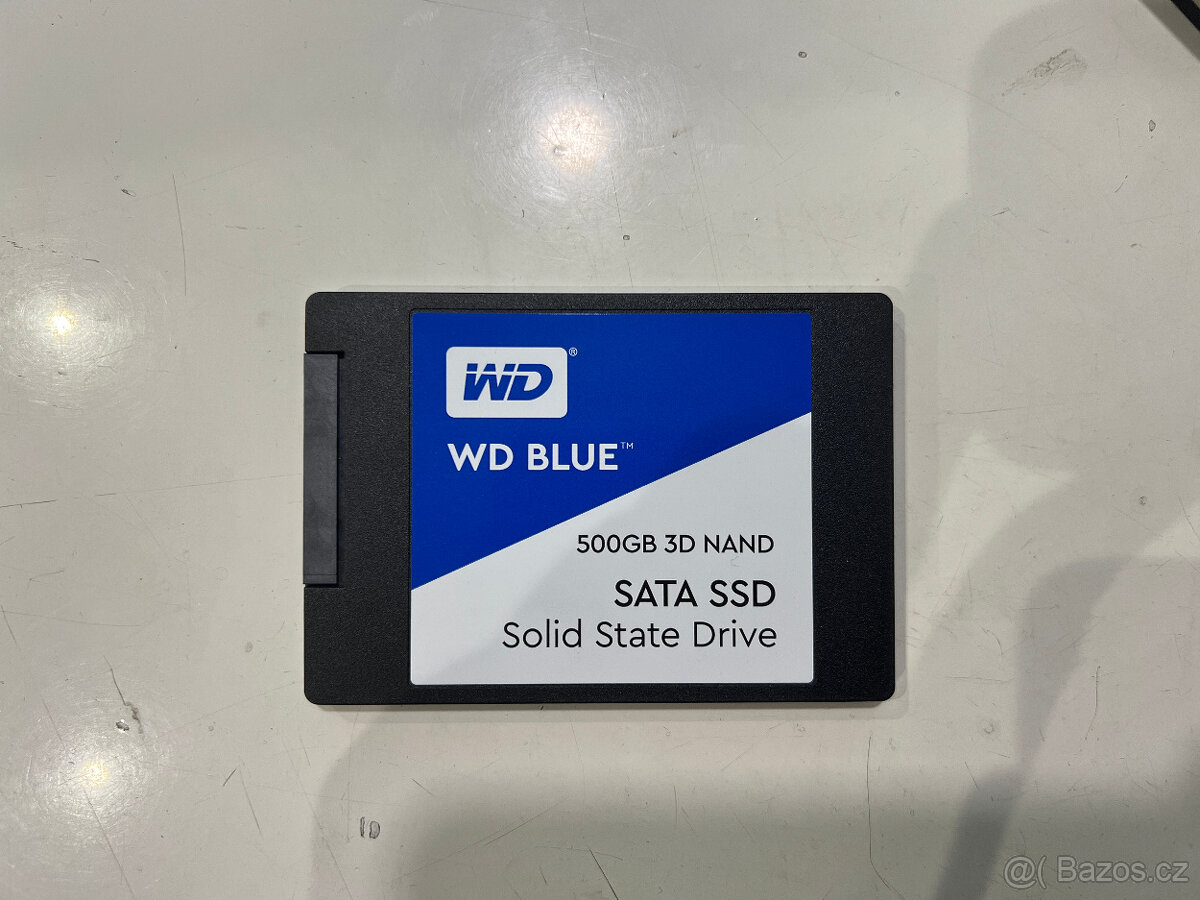 WD®
WD BLUE™
500GB 3D NAND
SATA SSD
Solid State Drive
@( Bazos.cz